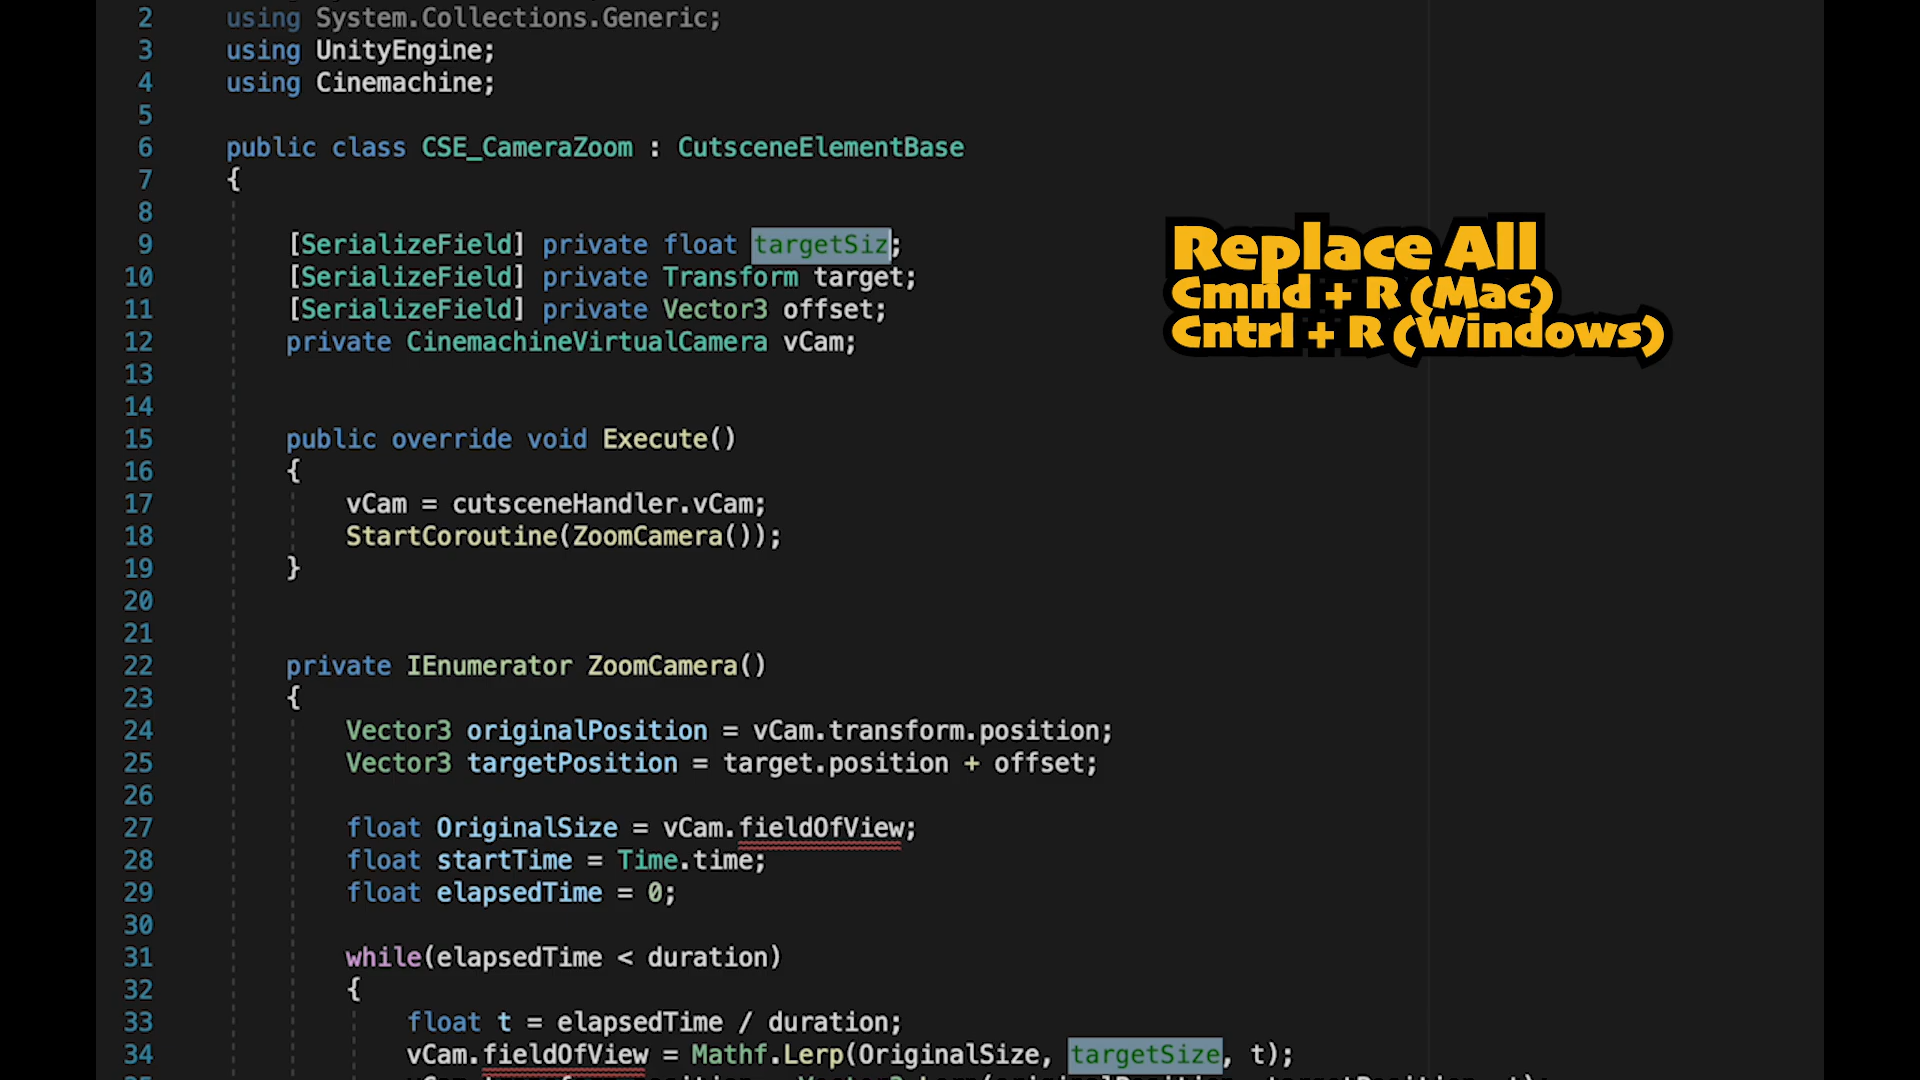 2 using System.Collections.Generic;
3 using UnityEngine;
4 using Cinemachine;
5
6 public class CSE_CameraZoom : CutsceneElementBase
7 {
8
9 [SerializeField] private float targetSiz;
10 [SerializeField] private Transform target;
11 [SerializeField] private Vector3 offset;
12 private CinemachineVirtualCamera vCam;
13
14
15 public override void Execute()
16 {
17 vCam = cutsceneHandler.vCam;
18 StartCoroutine(ZoomCamera());
19 }
20
21
22 private IEnumerator ZoomCamera()
23 {
24 Vector3 originalPosition = vCam.transform.position;
25 Vector3 targetPosition = target.position + offset;
26
27 float OriginalSize = vCam.fieldOfView;
28 float startTime = Time.time;
29 float elapsedTime = 0;
30
31 while(elapsedTime < duration)
32 {
33 float t = elapsedTime / duration;
34 vCam.fieldOfView = Mathf.Lerp(OriginalSize, targetSize, t);
Replace All
Cmnd + R (Mac)
Cntrl + R (Windows)